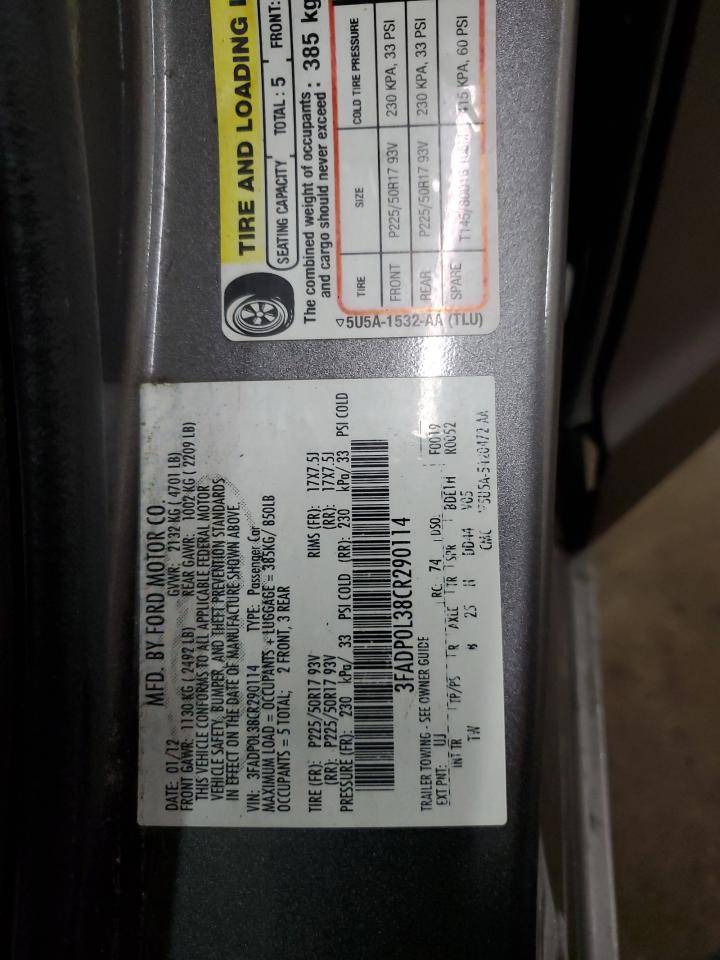 TIRE AND LOADING
SEATING CAPACITY TOTAL : 5 FRONT:
The combined weight of occupants
and cargo should never exceed : 385 kg
TIRE SIZE COLD TIRE PRESSURE
FRONT P225/50R17 93V 230 KPA, 33 PSI
REAR P225/50R17 93V 230 KPA, 33 PSI
SPARE 415 KPA, 60 PSI
5U5A-1532-AA (TLU)
MFD. BY FORD MOTOR CO.
DATE: 01/12 GVWR: 2132 KG ( 4701 LB)
FRONT GAWR: 1130 KG ( 2492 LB) REAR GAWR: 1002 KG ( 2209 LB)
THIS VEHICLE CONFORMS TO ALL APPLICABLE FEDERAL MOTOR
VEHICLE SAFETY, BUMPER, AND THEFT PREVENTION STANDARDS
IN EFFECT ON THE DATE OF MANUFACTURE SHOWN ABOVE.
VIN: 3FADP0L38CR290114 TYPE: Passenger Car
MAXIMUM LOAD = OCCUPANTS + LUGGAGE = 385KG/ 850LB
OCCUPANTS = 5 TOTAL; 2 FRONT, 3 REAR
TIRE (FR): P225/50R17 93V RIMS (FR): 17X7.5J
(RR): P225/50R17 93V (RR): 17X7.5J
PRESSURE (FR): 230 kPa/ 33 PSI COLD (RR): 230 kPa/ 33 PSI COLD
3FADP0L38CR290114
TRAILER TOWING - SEE OWNER GUIDE
EXT PNT: UJ RC: 74 DSO: F0019
INT TR TP/PS R AXLE TR SPR BDE1H R0052
TW 6 25 H DD44 V05